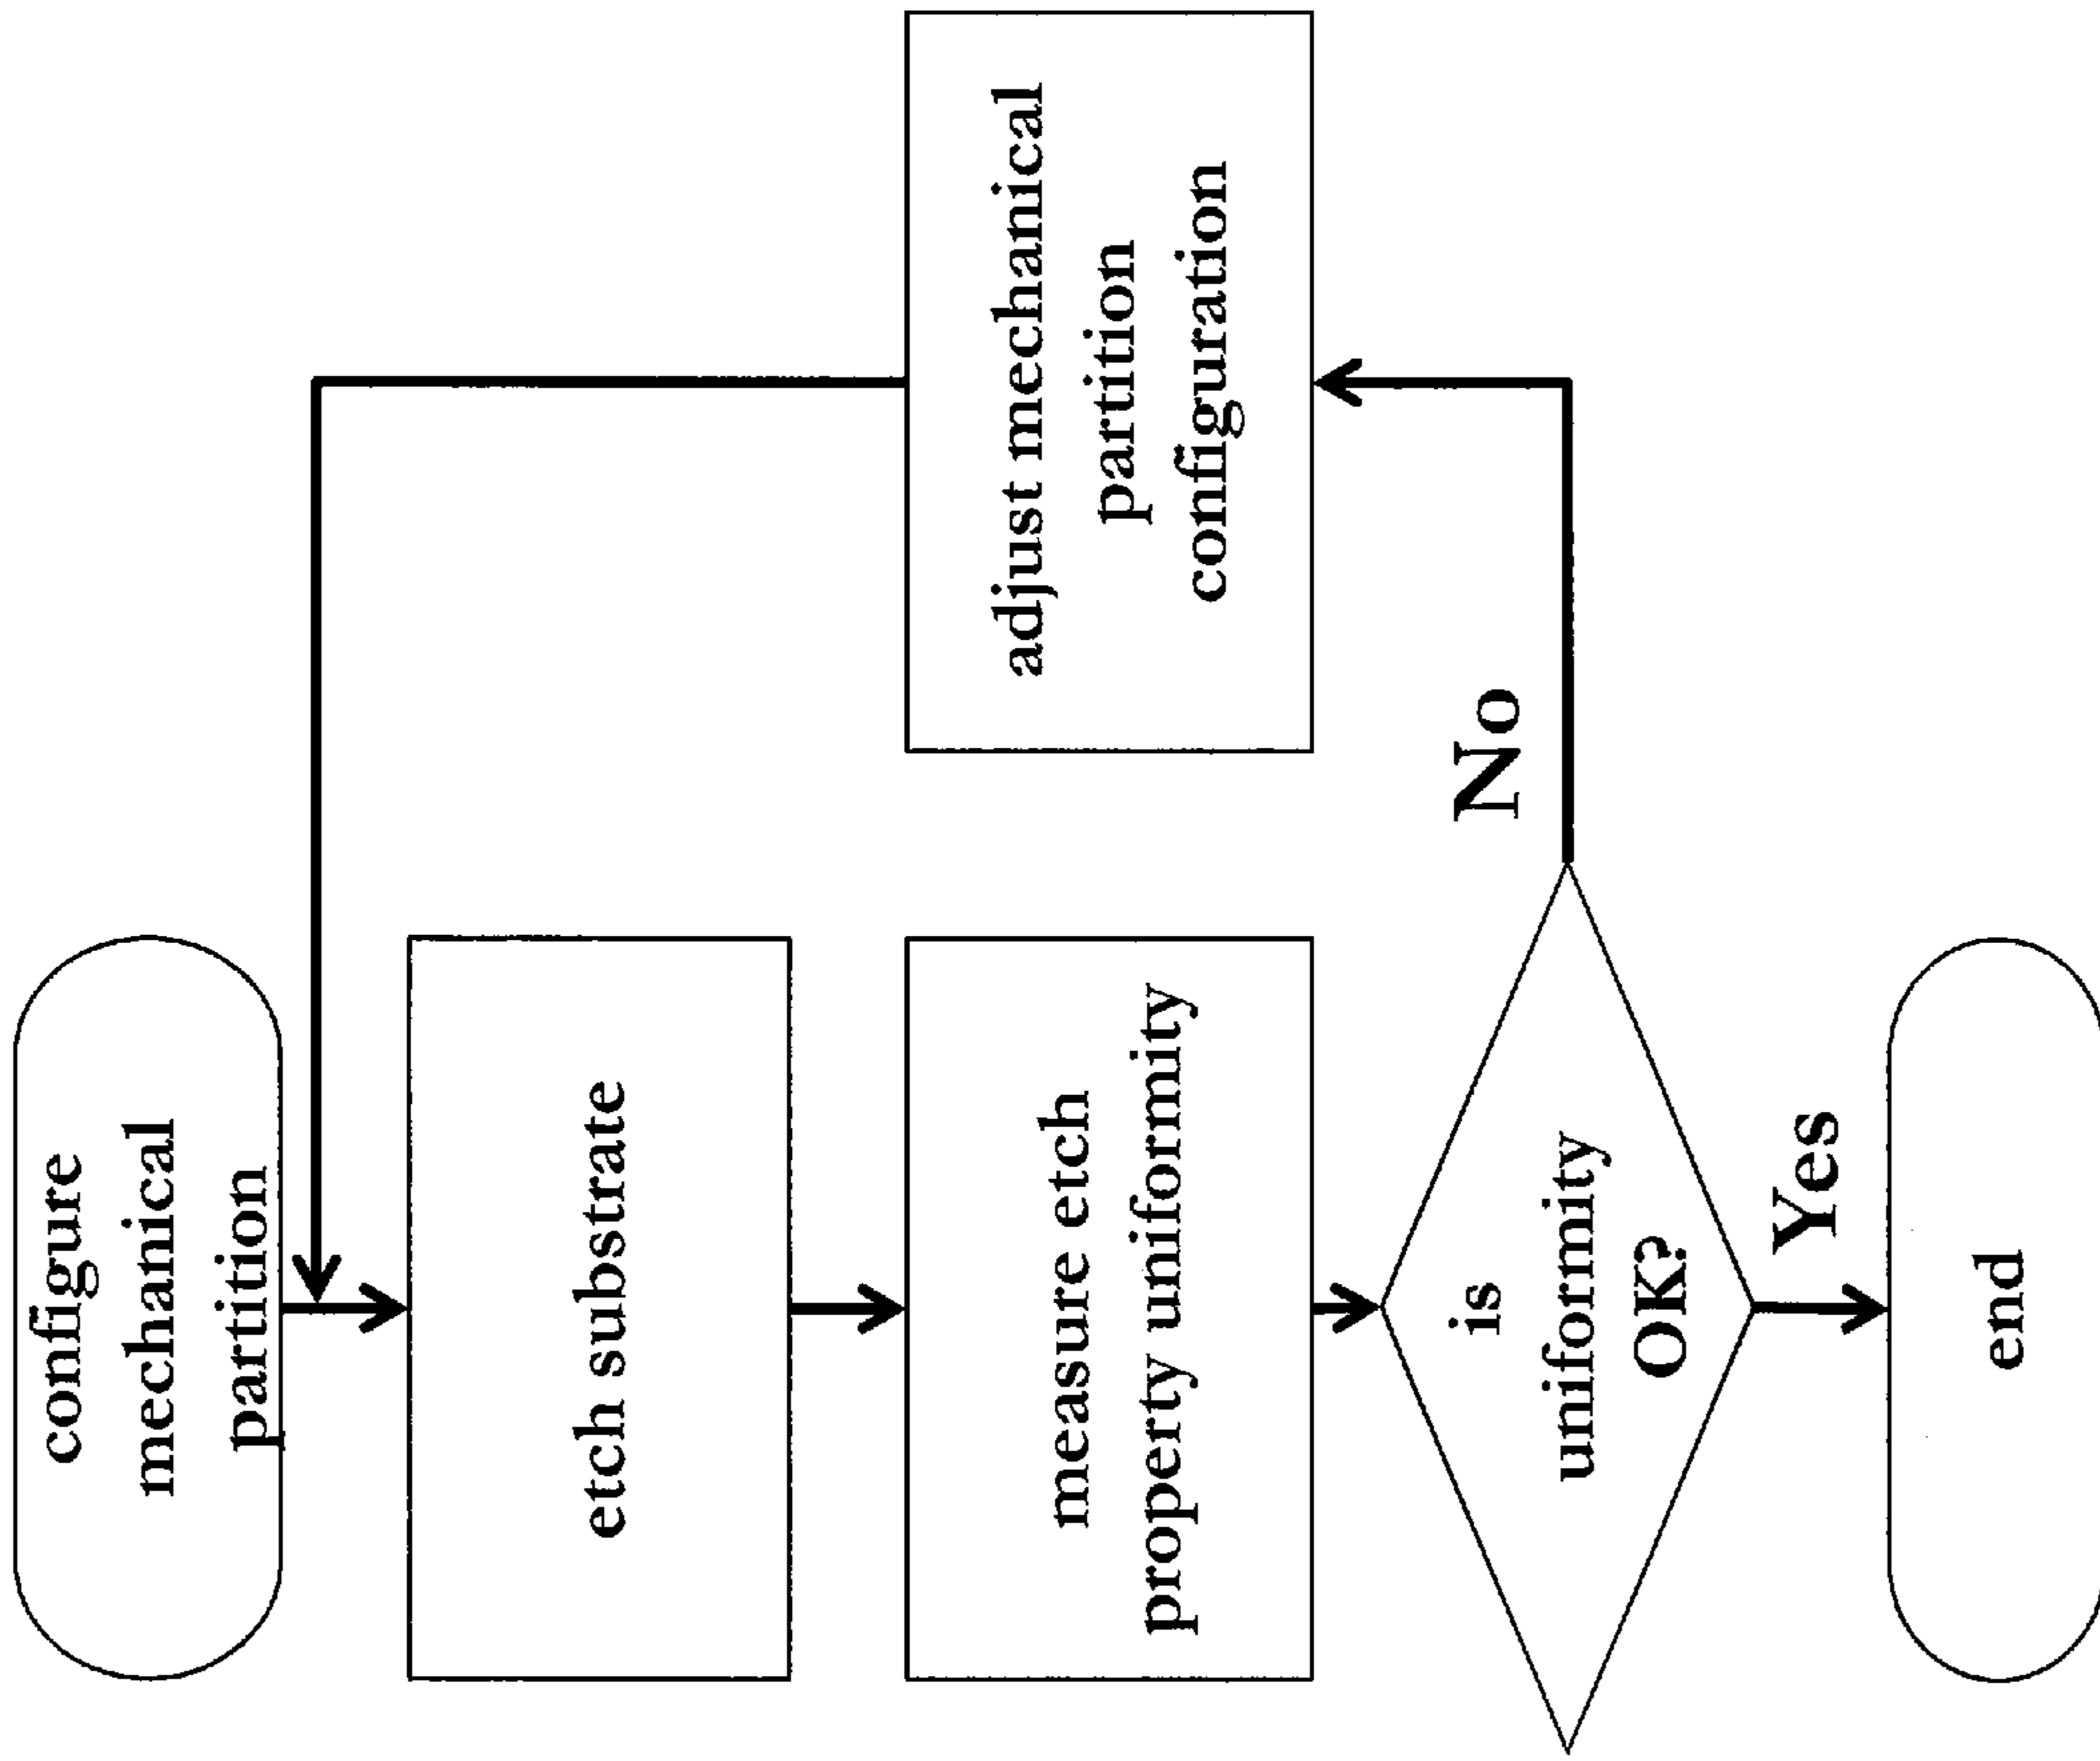 configure
mechanical
partition
etch substrate
measure etch
property uniformity
is
uniformity
OK?
Yes
end
No
adjust mechanical
partition
configuration